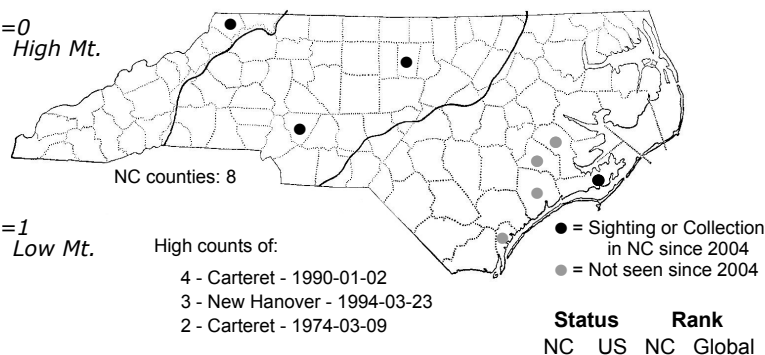 =0
High Mt.
NC counties: 8
=1
Low Mt.
High counts of:
4 - Carteret - 1990-01-02
3 - New Hanover - 1994-03-23
2 - Carteret - 1974-03-09
● = Sighting or Collection
in NC since 2004
● = Not seen since 2004
Status Rank
NC US NC Global